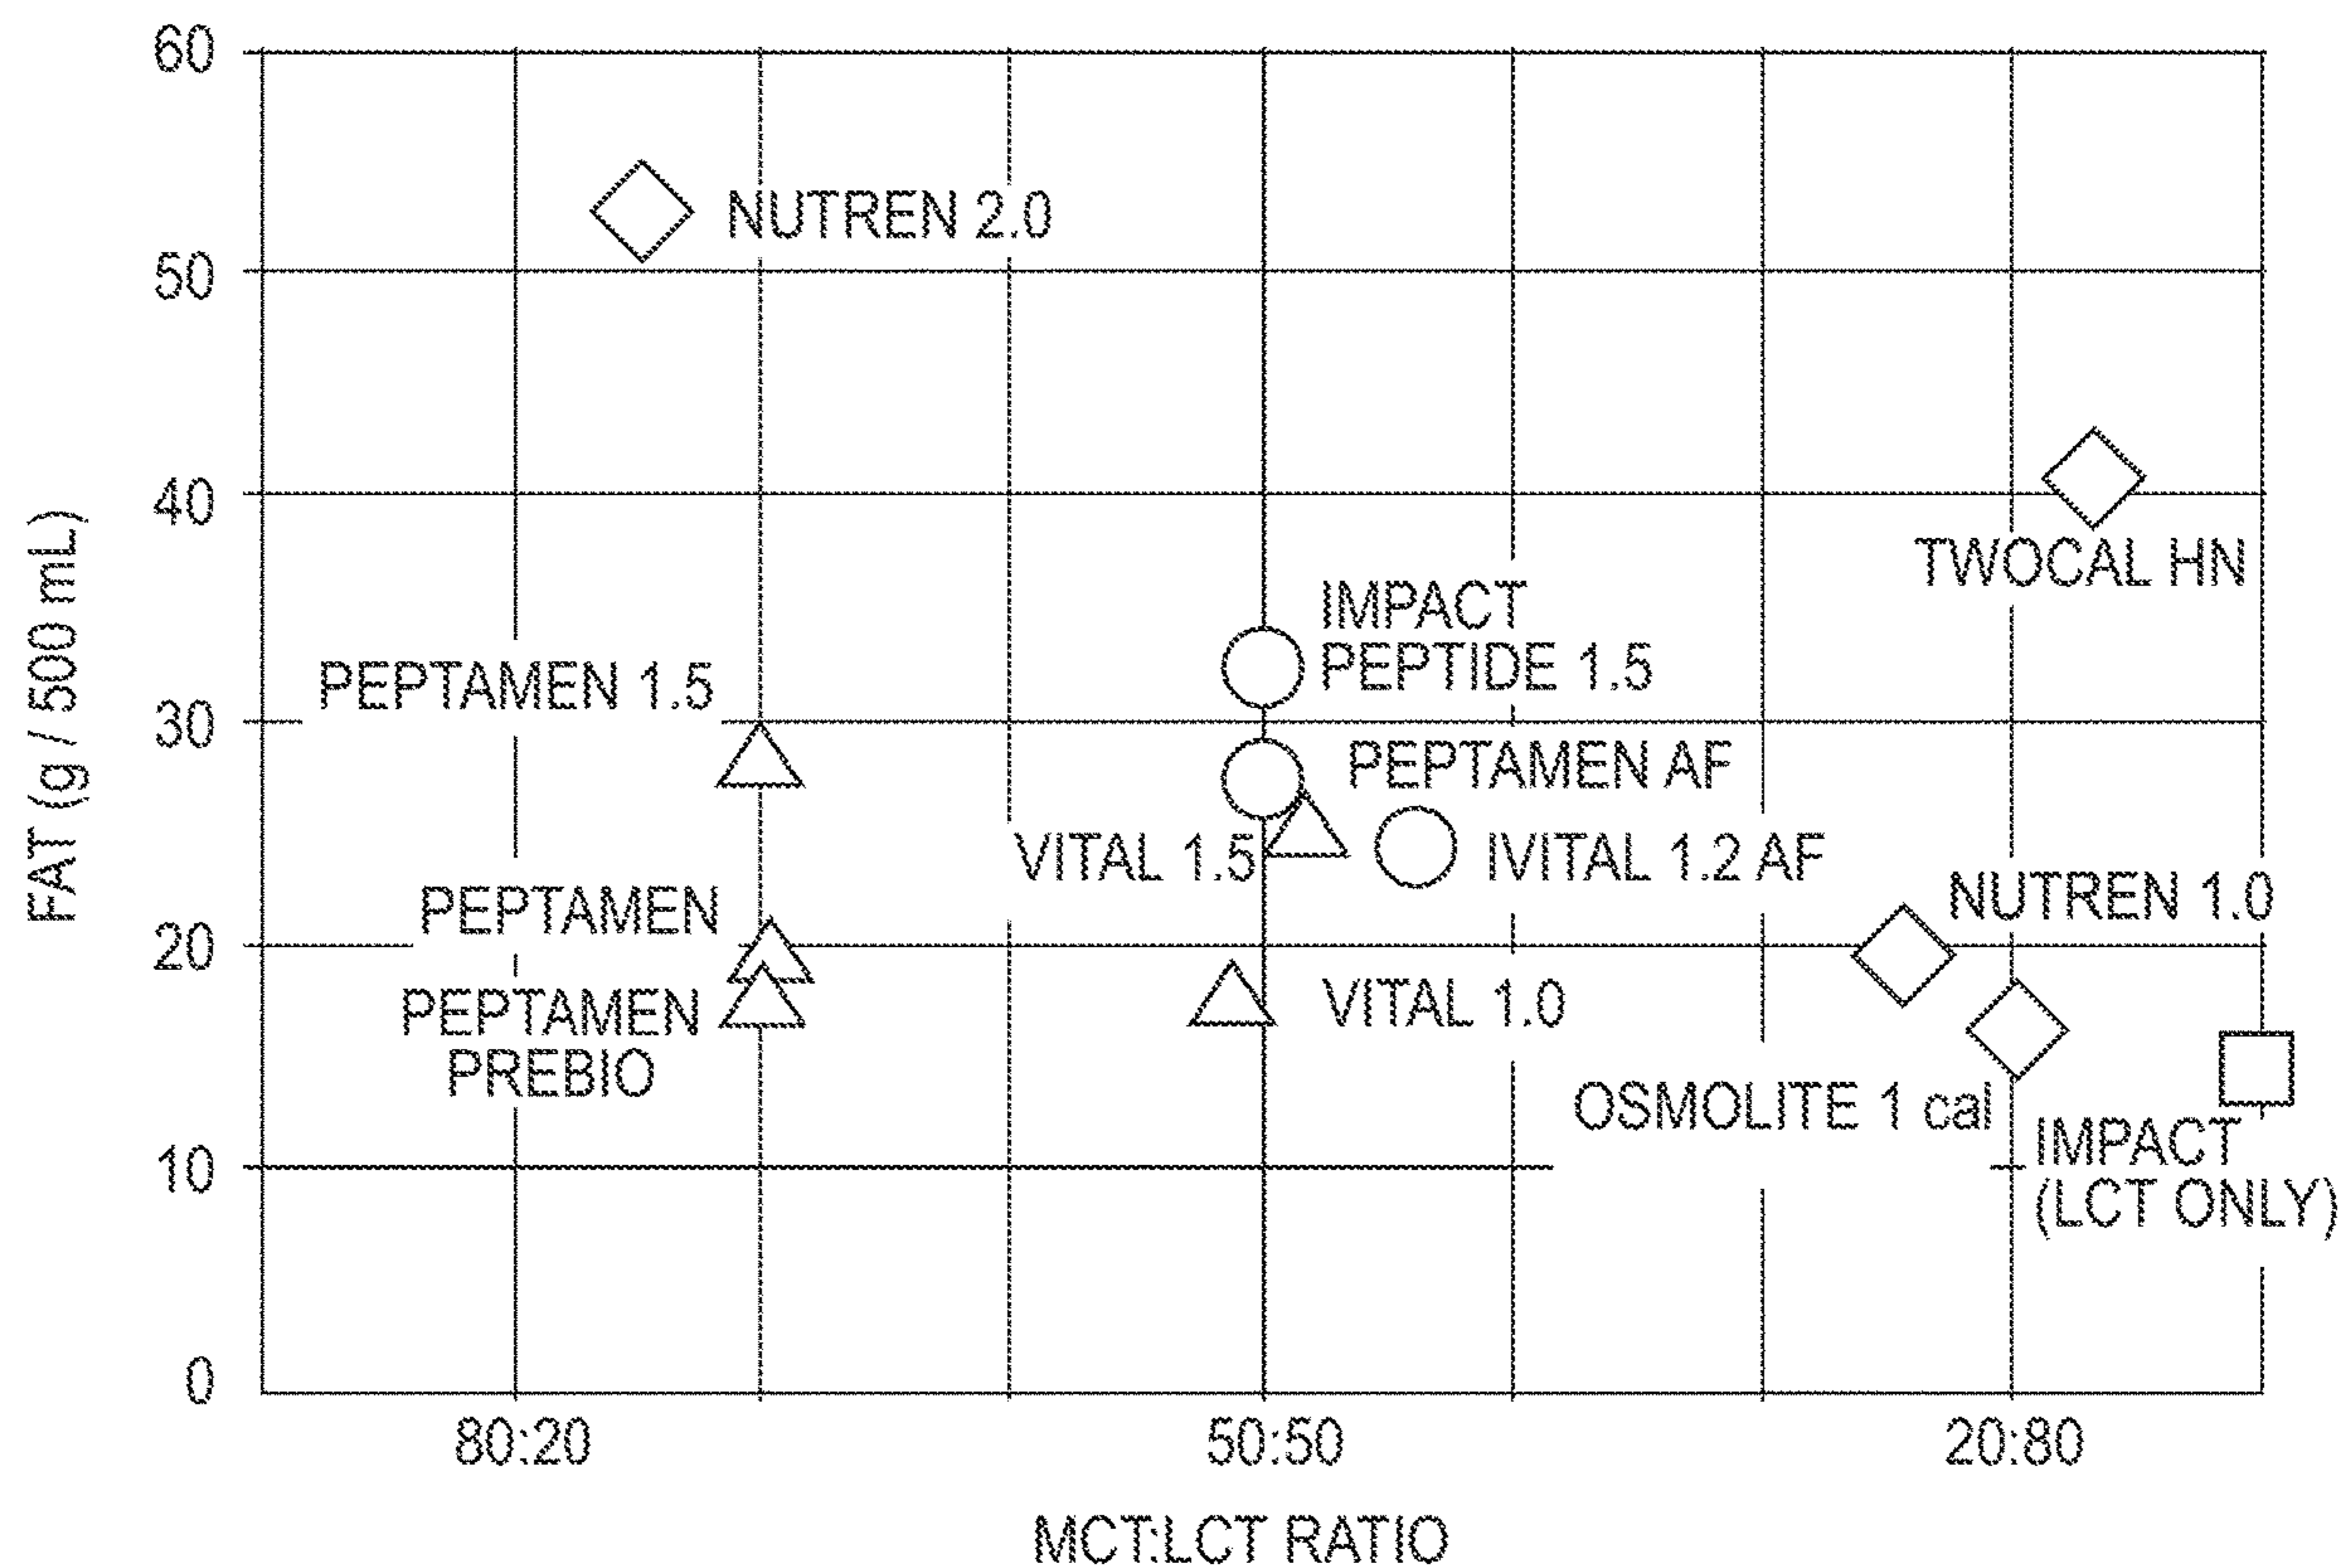 60
50
40
30
20
10
0
FAT (g / 500 mL)
NUTREN 2.0
TWOCAL HN
IMPACT
PEPTIDE 1.5
PEPTAMEN 1.5
PEPTAMEN AF
VITAL 1.5
IVITAL 1.2 AF
PEPTAMEN
NUTREN 1.0
PEPTAMEN
PREBIO
VITAL 1.0
OSMOLITE 1 cal
IMPACT
(LCT ONLY)
80:20
50:50
20:80
MCT:LCT RATIO